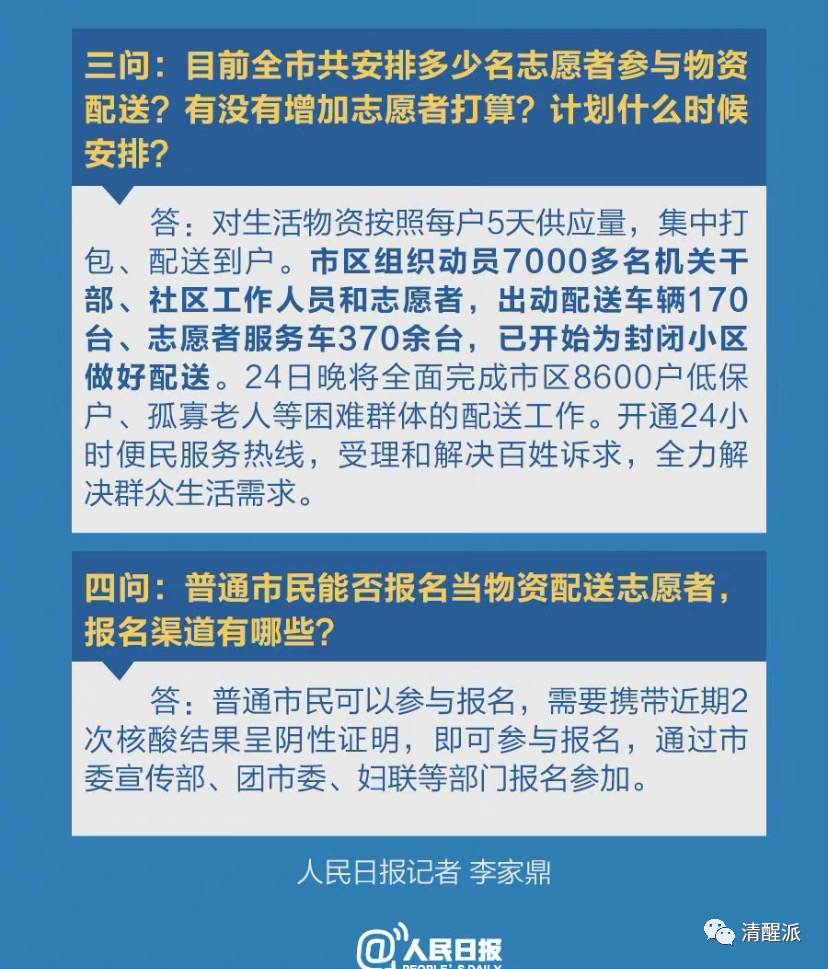 三问：目前全市共安排多少名志愿者参与物资
配送？有没有增加志愿者打算？计划什么时候
安排？
答：对生活物资按照每户5天供应量，集中打
包、配送到户。市区组织动员7000多名机关干
部、社区工作人员和志愿者，出动配送车辆170
台、志愿者服务车370余台，已开始为封闭小区
做好配送。24日晚将全面完成市区8600户低保
户、孤寡老人等困难群体的配送工作。开通24小
时便民服务热线，受理和解决百姓诉求，全力解
决群众生活需求。
四问：普通市民能否报名当物资配送志愿者，
报名渠道有哪些？
答：普通市民可以参与报名，需要携带近期2
次核酸结果呈阴性证明，即可参与报名，通过市
委宣传部、团市委、妇联等部门报名参加。
人民日报记者 李家鼎
清醒派
@人民日报
PEOPLE'S DAILY